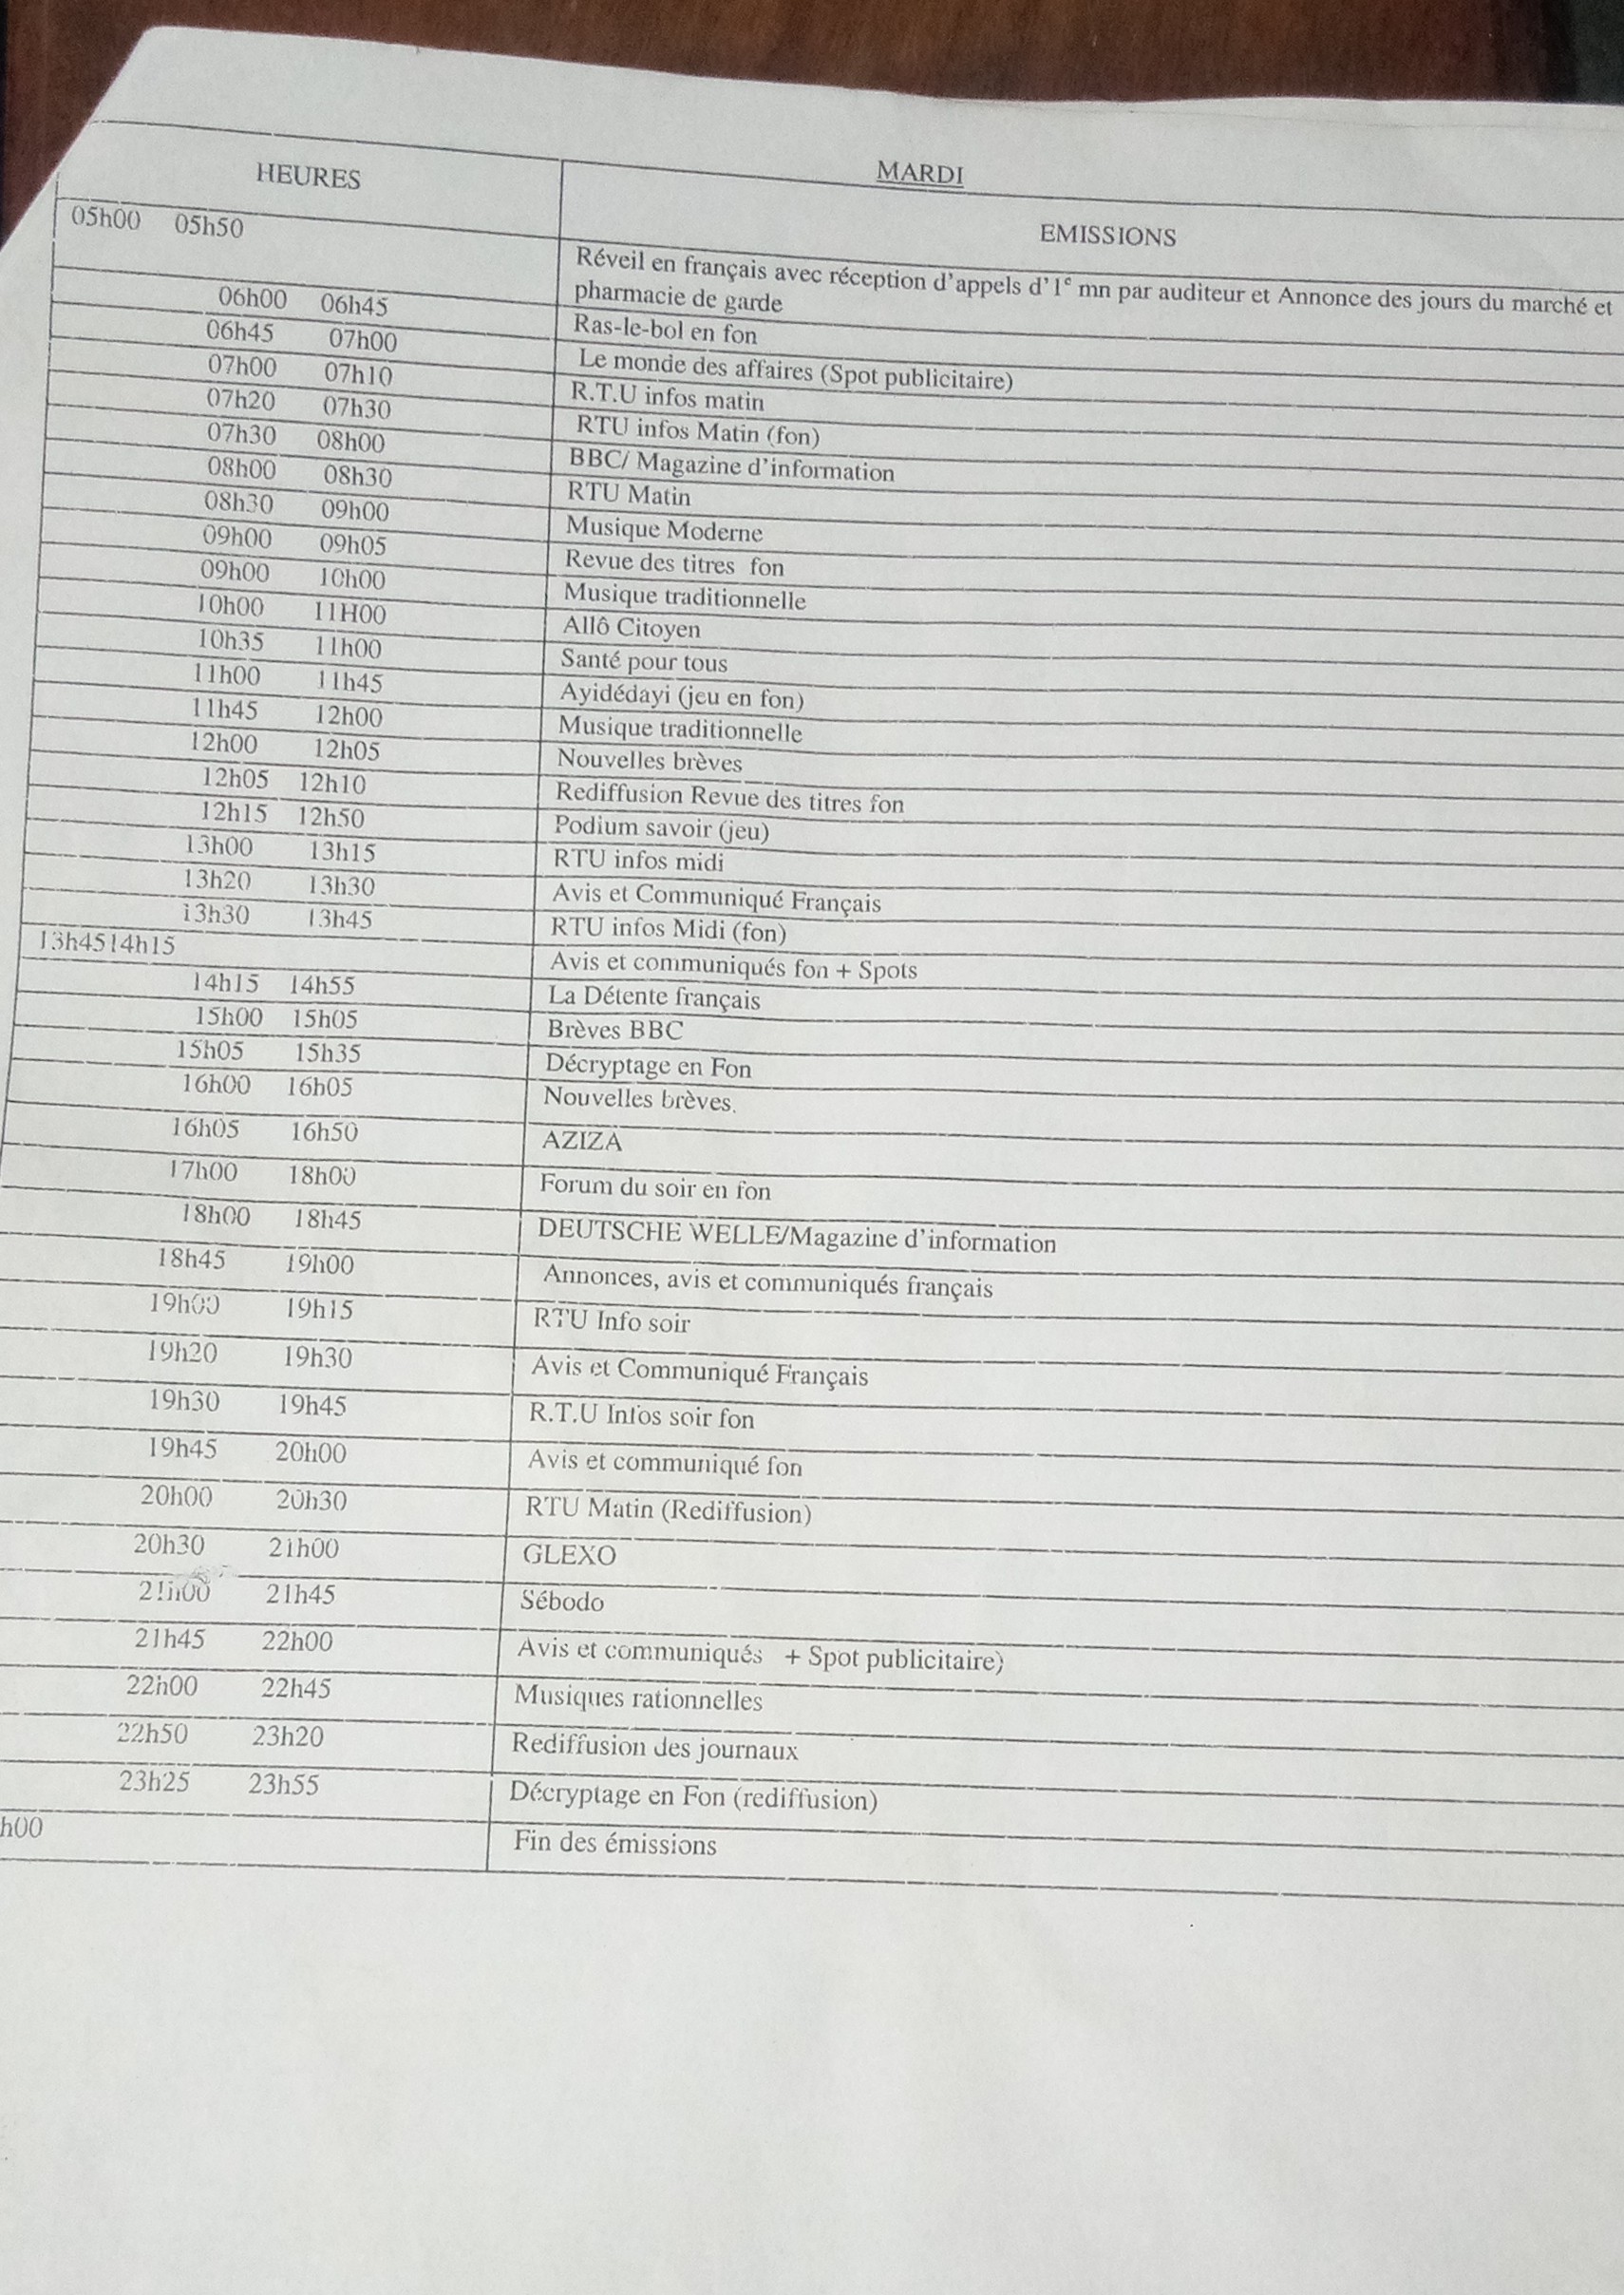 MARDI
HEURES EMISSIONS
05h00 05h50 Réveil en français avec réception d'appels d'1ᵉ mn par auditeur et Annonce des jours du marché et
pharmacie de garde
06h00 06h45 Ras-le-bol en fon
06h45 07h00 Le monde des affaires (Spot publicitaire)
07h00 07h10 R.T.U infos matin
07h20 07h30 RTU infos Matin (fon)
07h30 08h00 BBC/ Magazine d'information
08h00 08h30 RTU Matin
08h30 09h00 Musique Moderne
09h00 09h05 Revue des titres fon
09h00 10h00 Musique traditionnelle
10h00 11H00 Allô Citoyen
10h35 11h00 Santé pour tous
11h00 11h45 Ayidédayi (jeu en fon)
11h45 12h00 Musique traditionnelle
12h00 12h05 Nouvelles brèves
12h05 12h10 Rediffusion Revue des titres fon
12h15 12h50 Podium savoir (jeu)
13h00 13h15 RTU infos midi
13h20 13h30 Avis et Communiqué Français
13h30 13h45 RTU infos Midi (fon)
13h4514h15 Avis et communiqués fon + Spots
14h15 14h55 La Détente français
15h00 15h05 Brèves BBC
15h05 15h35 Décryptage en Fon
16h00 16h05 Nouvelles brèves.
16h05 16h50 AZIZA
17h00 18h00 Forum du soir en fon
18h00 18h45 DEUTSCHE WELLE/Magazine d'information
18h45 19h00 Annonces, avis et communiqués français
19h00 19h15 RTU Info soir
19h20 19h30 Avis et Communiqué Français
19h30 19h45 R.T.U Infos soir fon
19h45 20h00 Avis et communiqué fon
20h00 20h30 RTU Matin (Rediffusion)
20h30 21h00 GLEXO
21h00 21h45 Sébodo
21h45 22h00 Avis et communiqués + Spot publicitaire)
22h00 22h45 Musiques rationnelles
22h50 23h20 Rediffusion des journaux
23h25 23h55 Décryptage en Fon (rediffusion)
h00 Fin des émissions